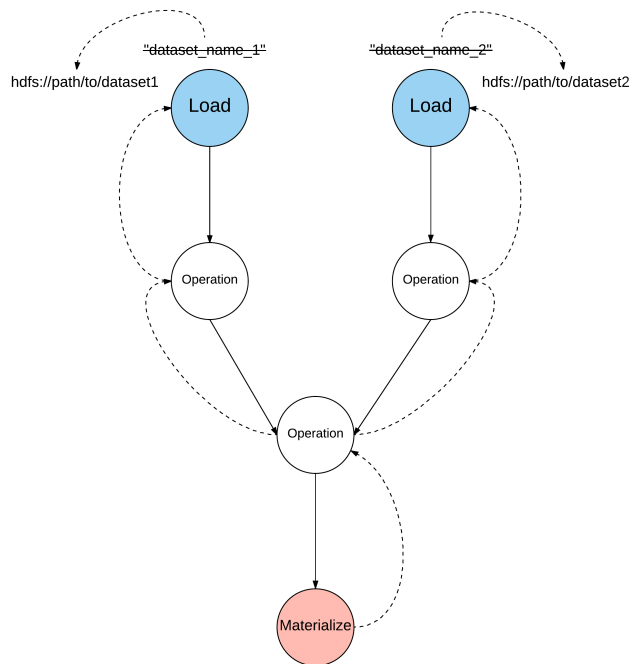 "dataset_name_1"
"dataset_name_2"
hdfs://path/to/dataset1
hdfs://path/to/dataset2
Load
Load
Operation
Operation
Operation
Materialize